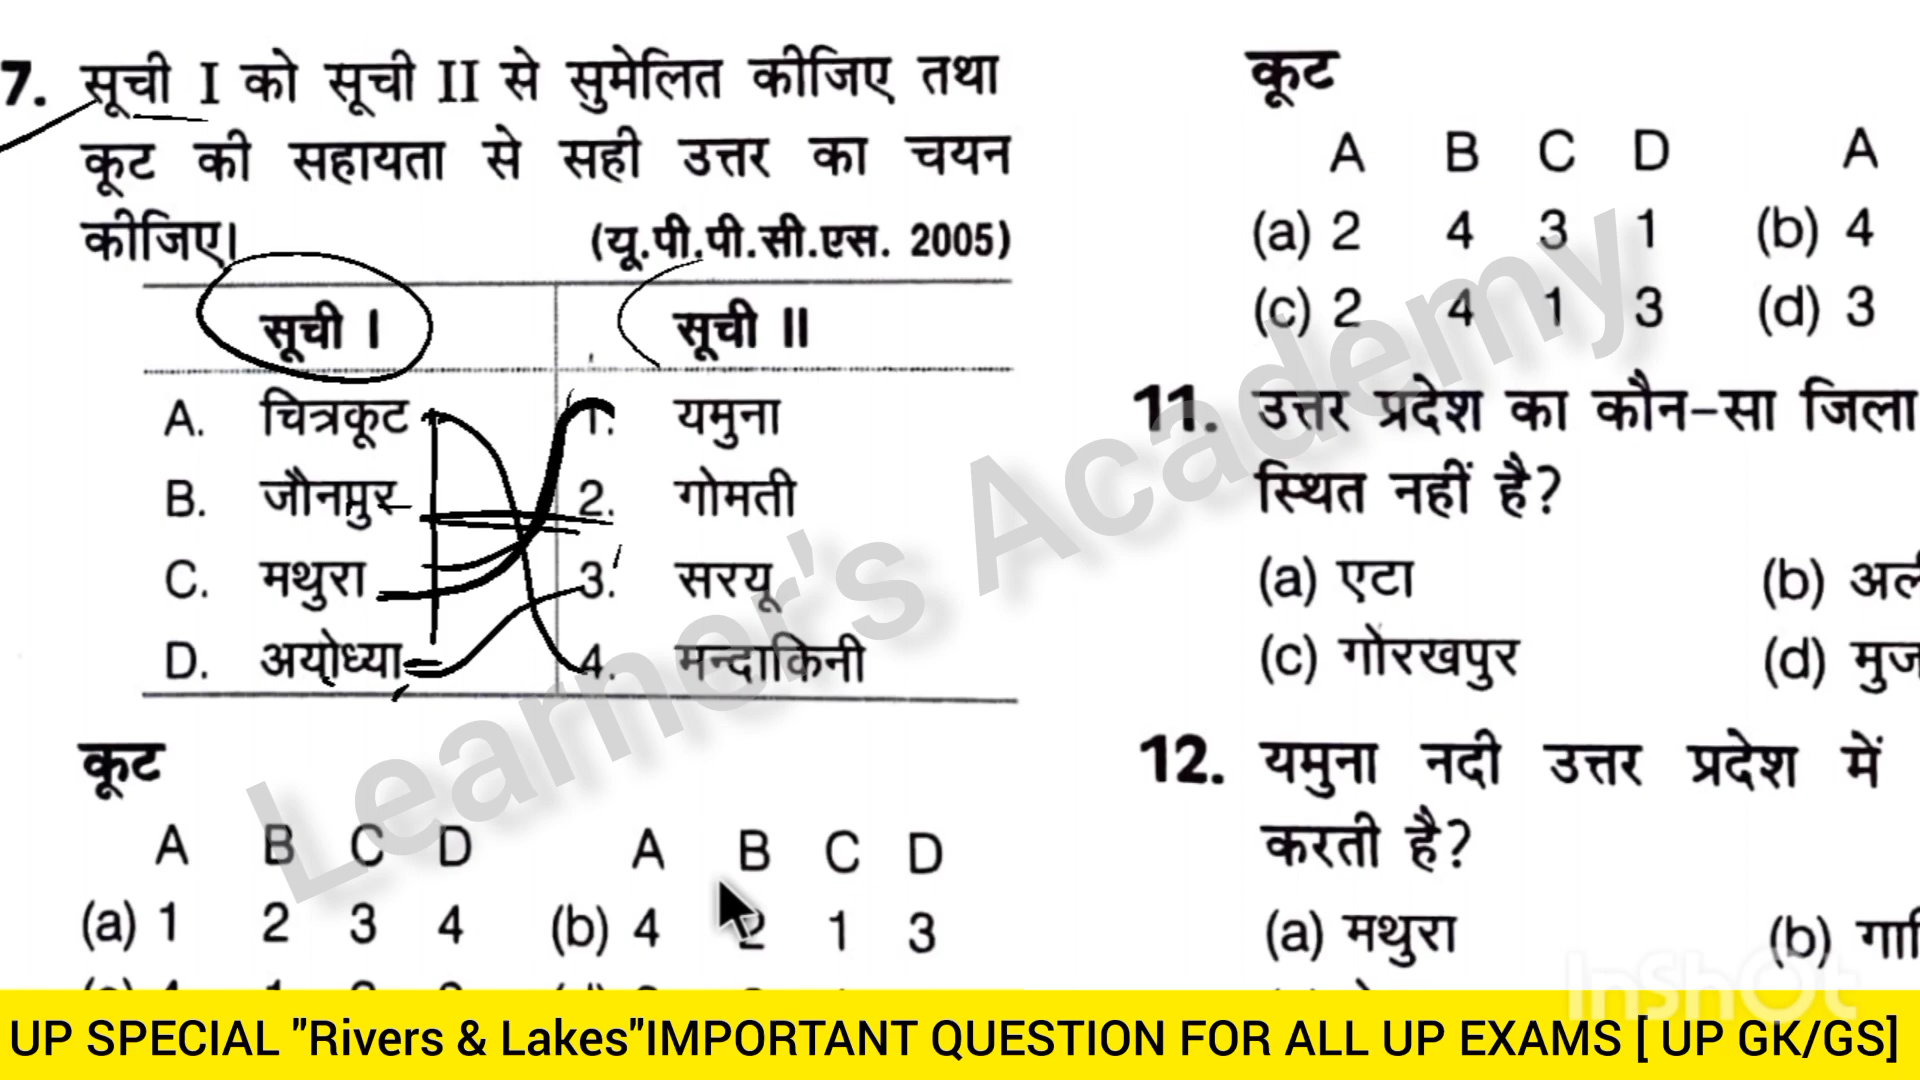 7. सूची I को सूची II से सुमेलित कीजिए तथा
कूट की सहायता से सही उत्तर का चयन
कीजिए। (यू.पी.पी.सी.एस. 2005)
सूची I सूची II
A. चित्रकूट 1. यमुना
B. जौनपुर 2. गोमती
C. मथुरा 3. सरयू
D. अयोध्या 4. मन्दाकिनी
कूट
A B C D A B C D
(a) 1 2 3 4 (b) 4 2 1 3
कूट
A B C D A
(a) 2 4 3 1 (b) 4
(c) 2 4 1 3 (d) 3
11. उत्तर प्रदेश का कौन-सा जिला
स्थित नहीं है?
(a) एटा (b)
(c) गोरखपुर (d)
12. यमुना नदी उत्तर प्रदेश में
करती है?
(a) मथुरा (b)
Learner's Academy
InShOt
UP SPECIAL "Rivers & Lakes"IMPORTANT QUESTION FOR ALL UP EXAMS [ UP GK/GS]